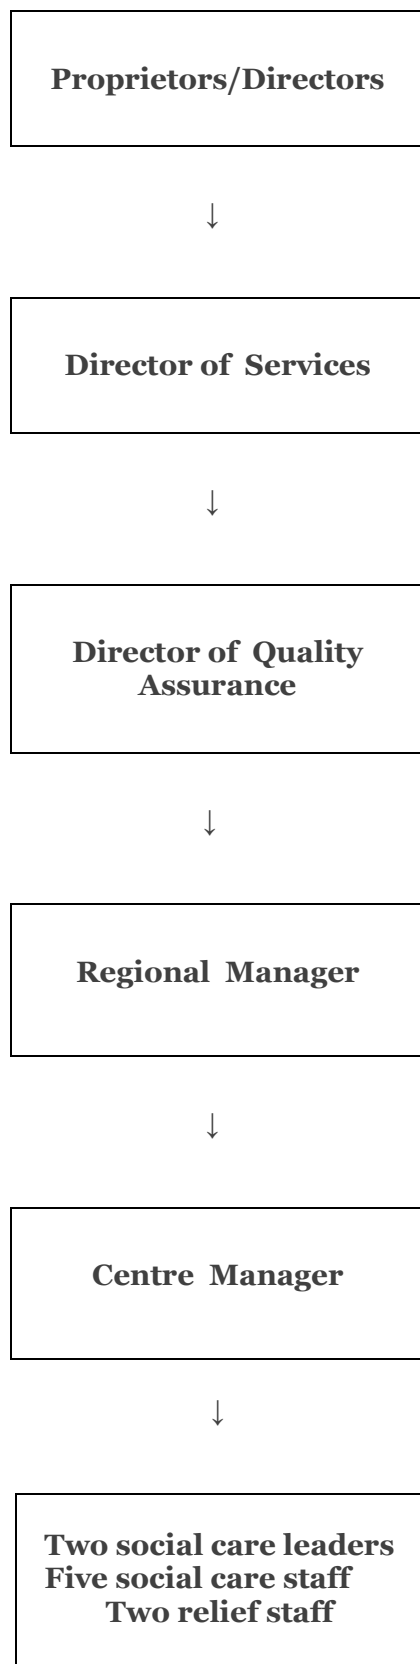 Proprietors/Directors
↓
Director of Services
↓
Director of Quality
Assurance
↓
Regional Manager
↓
Centre Manager
↓
Two social care leaders
Five social care staff
Two relief staff